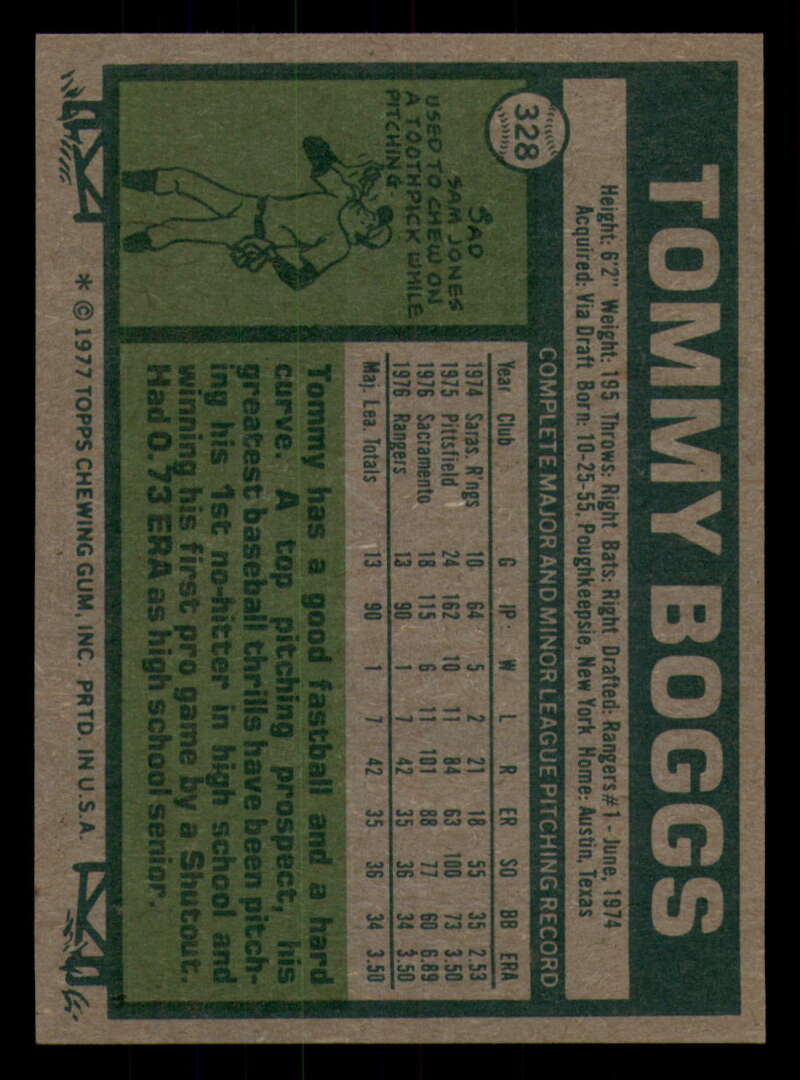 328
TOMMY BOGGS
Height: 6'2" Weight: 195 Throws: Right Bats: Right Drafted: Rangers #1 - June, 1974
Acquired: Via Draft Born: 10-25-55, Poughkeepsie, New York Home: Austin, Texas
COMPLETE MAJOR AND MINOR LEAGUE PITCHING RECORD
Year Club G IP W L R ER SO BB ERA
1974 Saras. R'ngs 10 64 5 2 21 18 55 35 2.53
1975 Pittsfield 24 162 10 11 84 63 100 73 3.50
1976 Sacramento 18 115 6 11 101 88 77 60 6.89
1976 Rangers 13 90 1 7 42 35 36 34 3.50
Maj. Lea. Totals 13 90 1 7 42 35 36 34 3.50
SAD
SAM JONES
USED TO CHEW ON
A TOOTHPICK WHILE
PITCHING
Tommy has a good fastball and a hard
curve. A top pitching prospect, his
greatest baseball thrills have been pitch-
ing his 1st no-hitter in high school and
winning his first pro game by a Shutout.
Had 0.73 ERA as high school senior.
* © 1977 TOPPS CHEWING GUM, INC. PRTD. IN U.S.A.